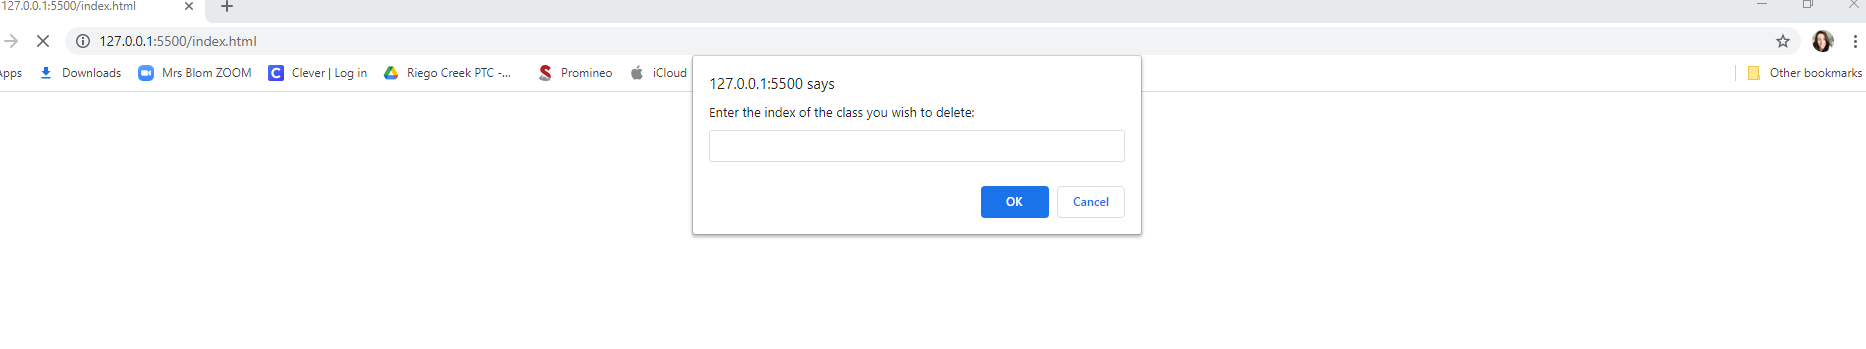 127.0.0.1:5500/index.html
127.0.0.1:5500/index.html
Apps Downloads Mrs Blom ZOOM Clever | Log in Riego Creek PTC -... Promineo iCloud Other bookmarks
127.0.0.1:5500 says
Enter the index of the class you wish to delete:
OK Cancel